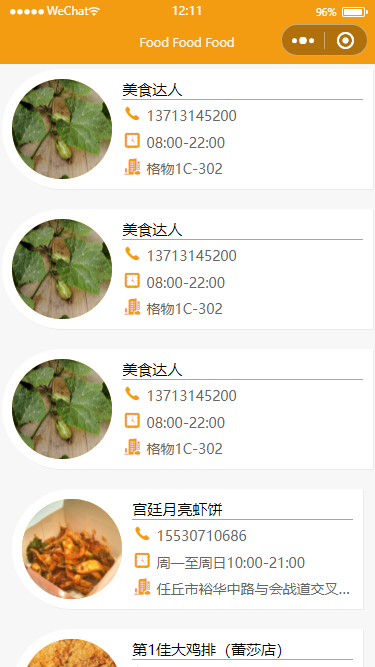 WeChat 12:11 96%
Food Food Food
美食达人
13713145200
08:00-22:00
格物1C-302
美食达人
13713145200
08:00-22:00
格物1C-302
美食达人
13713145200
08:00-22:00
格物1C-302
宫廷月亮虾饼
15530710686
周一至周日10:00-21:00
任丘市裕华中路与会战道交叉...
第1佳大鸡排（蕾莎店）